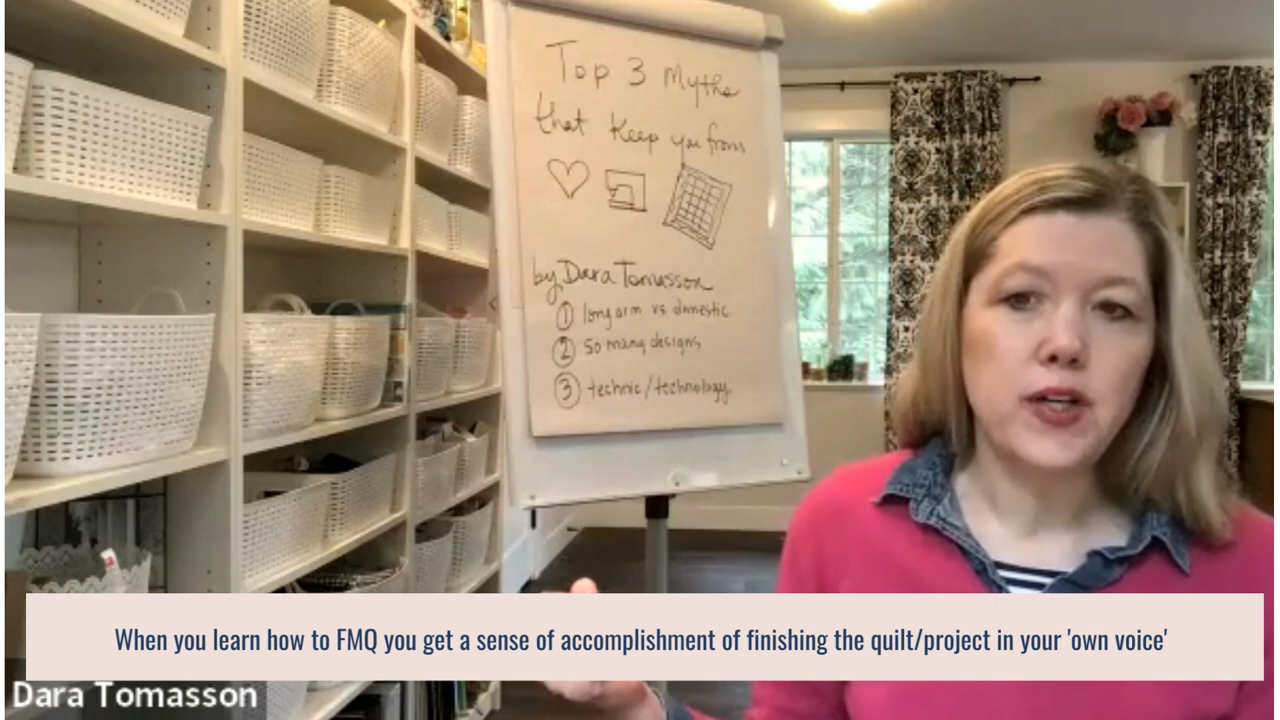 Top 3 Myths
that keep you from
by Dara Tomasson
1 longarm vs domestic
2 so many designs
3 technic/technology
When you learn how to FMQ you get a sense of accomplishment of finishing the quilt/project in your 'own voice'
Dara Tomasson